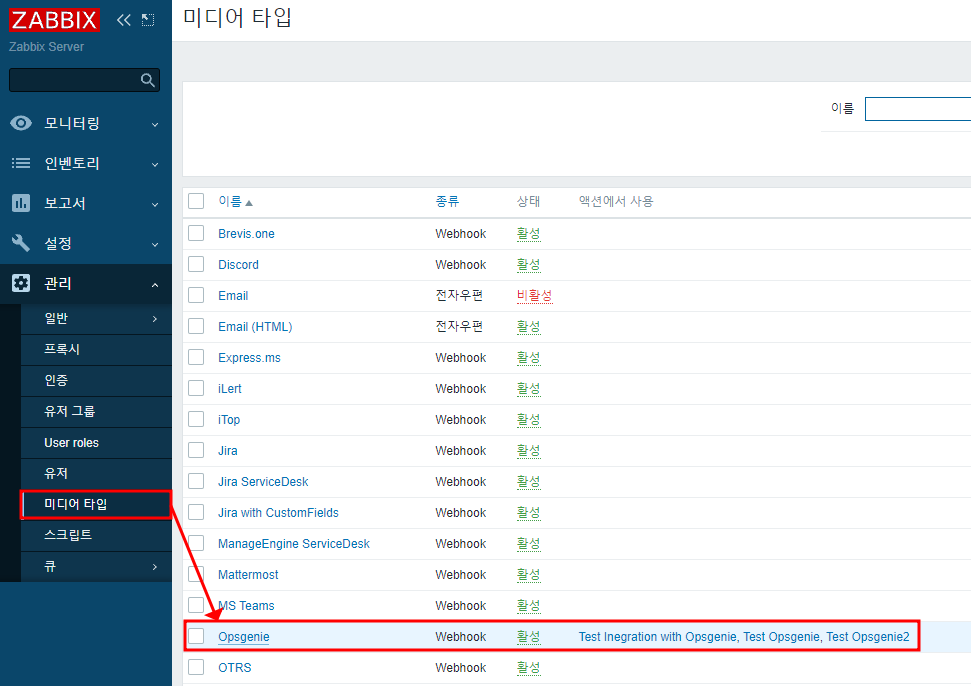 ZABBIX
Zabbix Server
모니터링
인벤토리
보고서
설정
관리
일반
프록시
인증
유저 그룹
User roles
유저
미디어 타입
스크립트
큐
미디어 타입
이름
이름 종류 상태 액션에서 사용
Brevis.one Webhook 활성
Discord Webhook 활성
Email 전자우편 비활성
Email (HTML) 전자우편 활성
Express.ms Webhook 활성
iLert Webhook 활성
iTop Webhook 활성
Jira Webhook 활성
Jira ServiceDesk Webhook 활성
Jira with CustomFields Webhook 활성
ManageEngine ServiceDesk Webhook 활성
Mattermost Webhook 활성
MS Teams Webhook 활성
Opsgenie Webhook 활성 Test Inegration with Opsgenie, Test Opsgenie, Test Opsgenie2
OTRS Webhook 활성